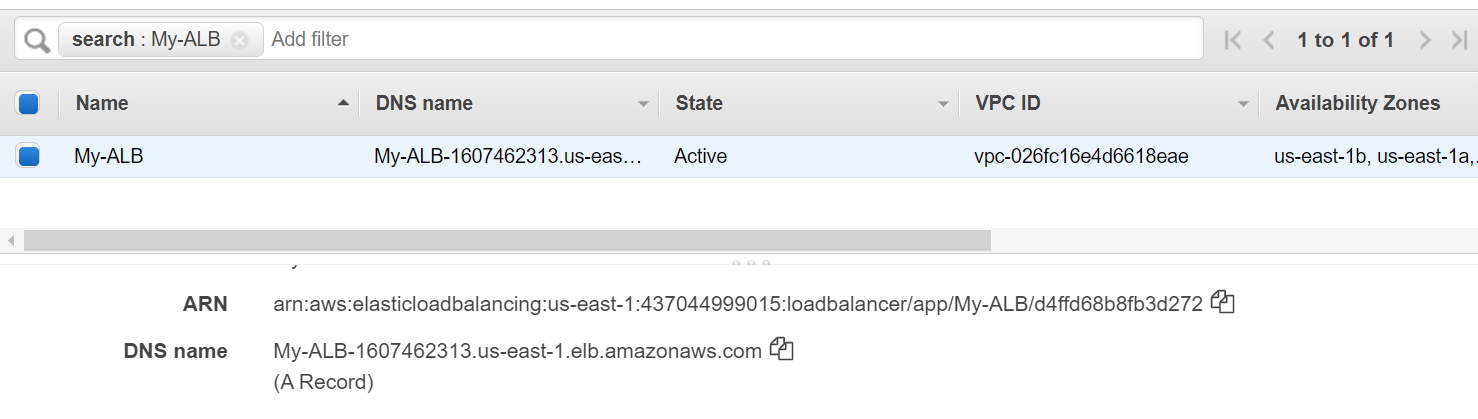 search : My-ALB Add filter 1 to 1 of 1
Name DNS name State VPC ID Availability Zones
My-ALB My-ALB-1607462313.us-eas… Active vpc-026fc16e4d6618eae us-east-1b, us-east-1a,
ARN arn:aws:elasticloadbalancing:us-east-1:437044999015:loadbalancer/app/My-ALB/d4ffd68b8fb3d272
DNS name My-ALB-1607462313.us-east-1.elb.amazonaws.com
(A Record)